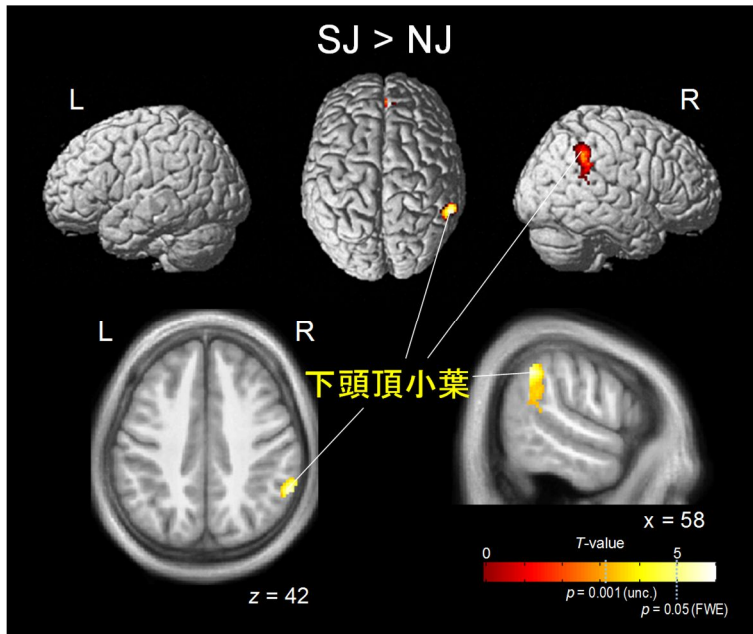 SJ > NJ
L
R
L
R
下頭頂小葉
x = 58
z = 42
T-value
0
5
p = 0.001 (unc.)
p = 0.05 (FWE)